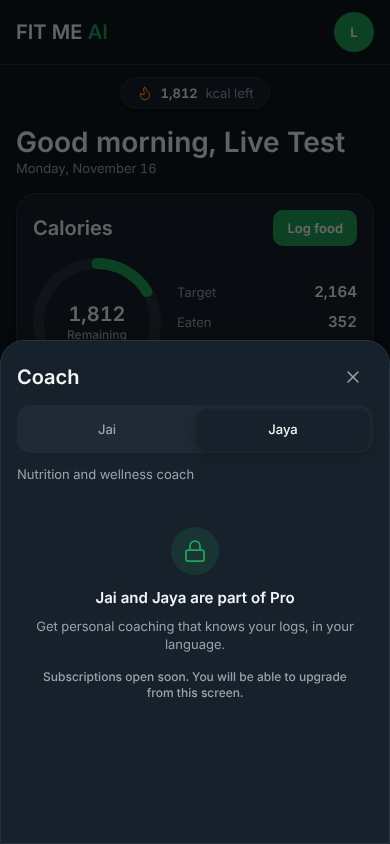 FIT ME AI
L
1,812 kcal left
Good morning, Live Test
Monday, November 16
Calories
Log food
1,812
Remaining
Target 2,164
Eaten 352
Coach
Jai
Jaya
Nutrition and wellness coach
Jai and Jaya are part of Pro
Get personal coaching that knows your logs, in your
language.
Subscriptions open soon. You will be able to upgrade
from this screen.